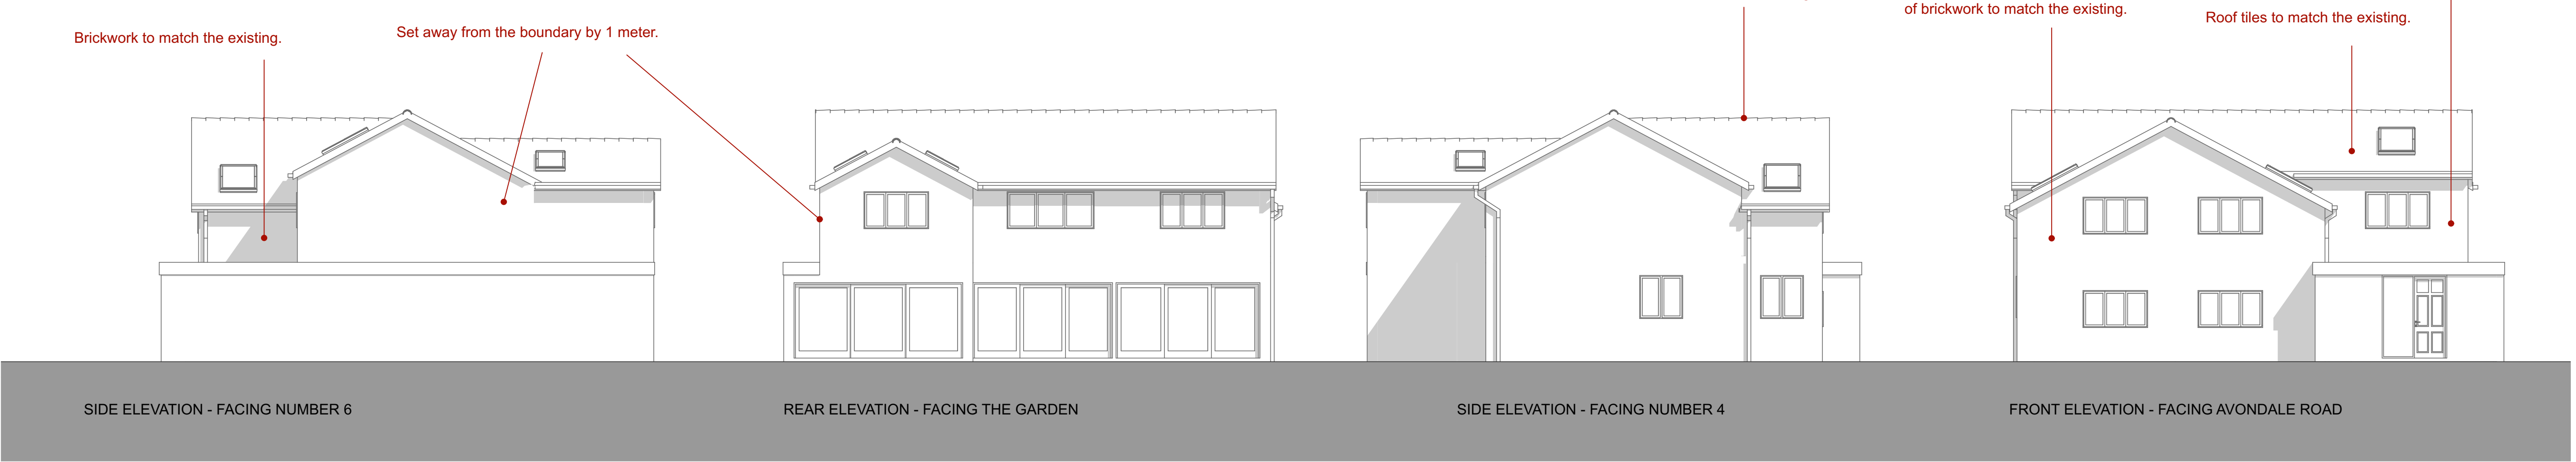 Brickwork to match the existing.
Set away from the boundary by 1 meter.
of brickwork to match the existing.
Roof tiles to match the existing.
SIDE ELEVATION - FACING NUMBER 6
REAR ELEVATION - FACING THE GARDEN
SIDE ELEVATION - FACING NUMBER 4
FRONT ELEVATION - FACING AVONDALE ROAD